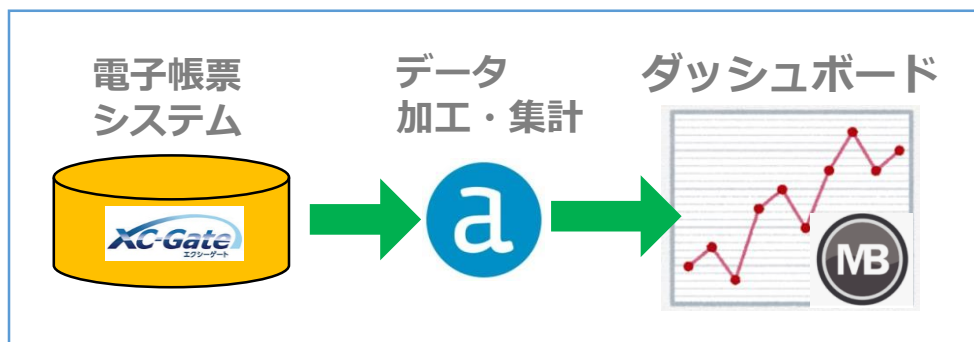 電子帳票
システム
データ
加工・集計
ダッシュボード
XC-Gate
エクシーゲート
a
MB